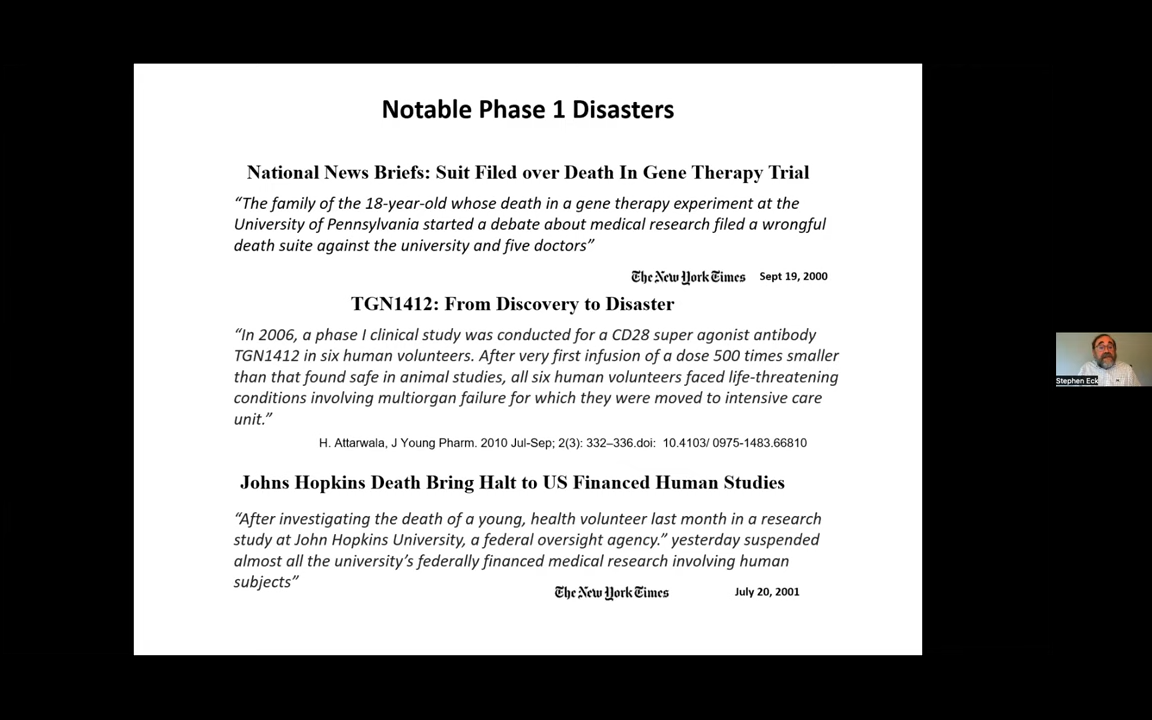 Notable Phase 1 Disasters
National News Briefs: Suit Filed over Death In Gene Therapy Trial
“The family of the 18-year-old whose death in a gene therapy experiment at the
University of Pennsylvania started a debate about medical research filed a wrongful
death suite against the university and five doctors”
The New York Times Sept 19, 2000
TGN1412: From Discovery to Disaster
“In 2006, a phase I clinical study was conducted for a CD28 super agonist antibody
TGN1412 in six human volunteers. After very first infusion of a dose 500 times smaller
than that found safe in animal studies, all six human volunteers faced life-threatening
conditions involving multiorgan failure for which they were moved to intensive care
unit.”
H. Attarwala, J Young Pharm. 2010 Jul-Sep; 2(3): 332–336.doi: 10.4103/ 0975-1483.66810
Johns Hopkins Death Bring Halt to US Financed Human Studies
“After investigating the death of a young, health volunteer last month in a research
study at John Hopkins University, a federal oversight agency.” yesterday suspended
almost all the university’s federally financed medical research involving human
subjects”
The New York Times July 20, 2001
Stephen Eck